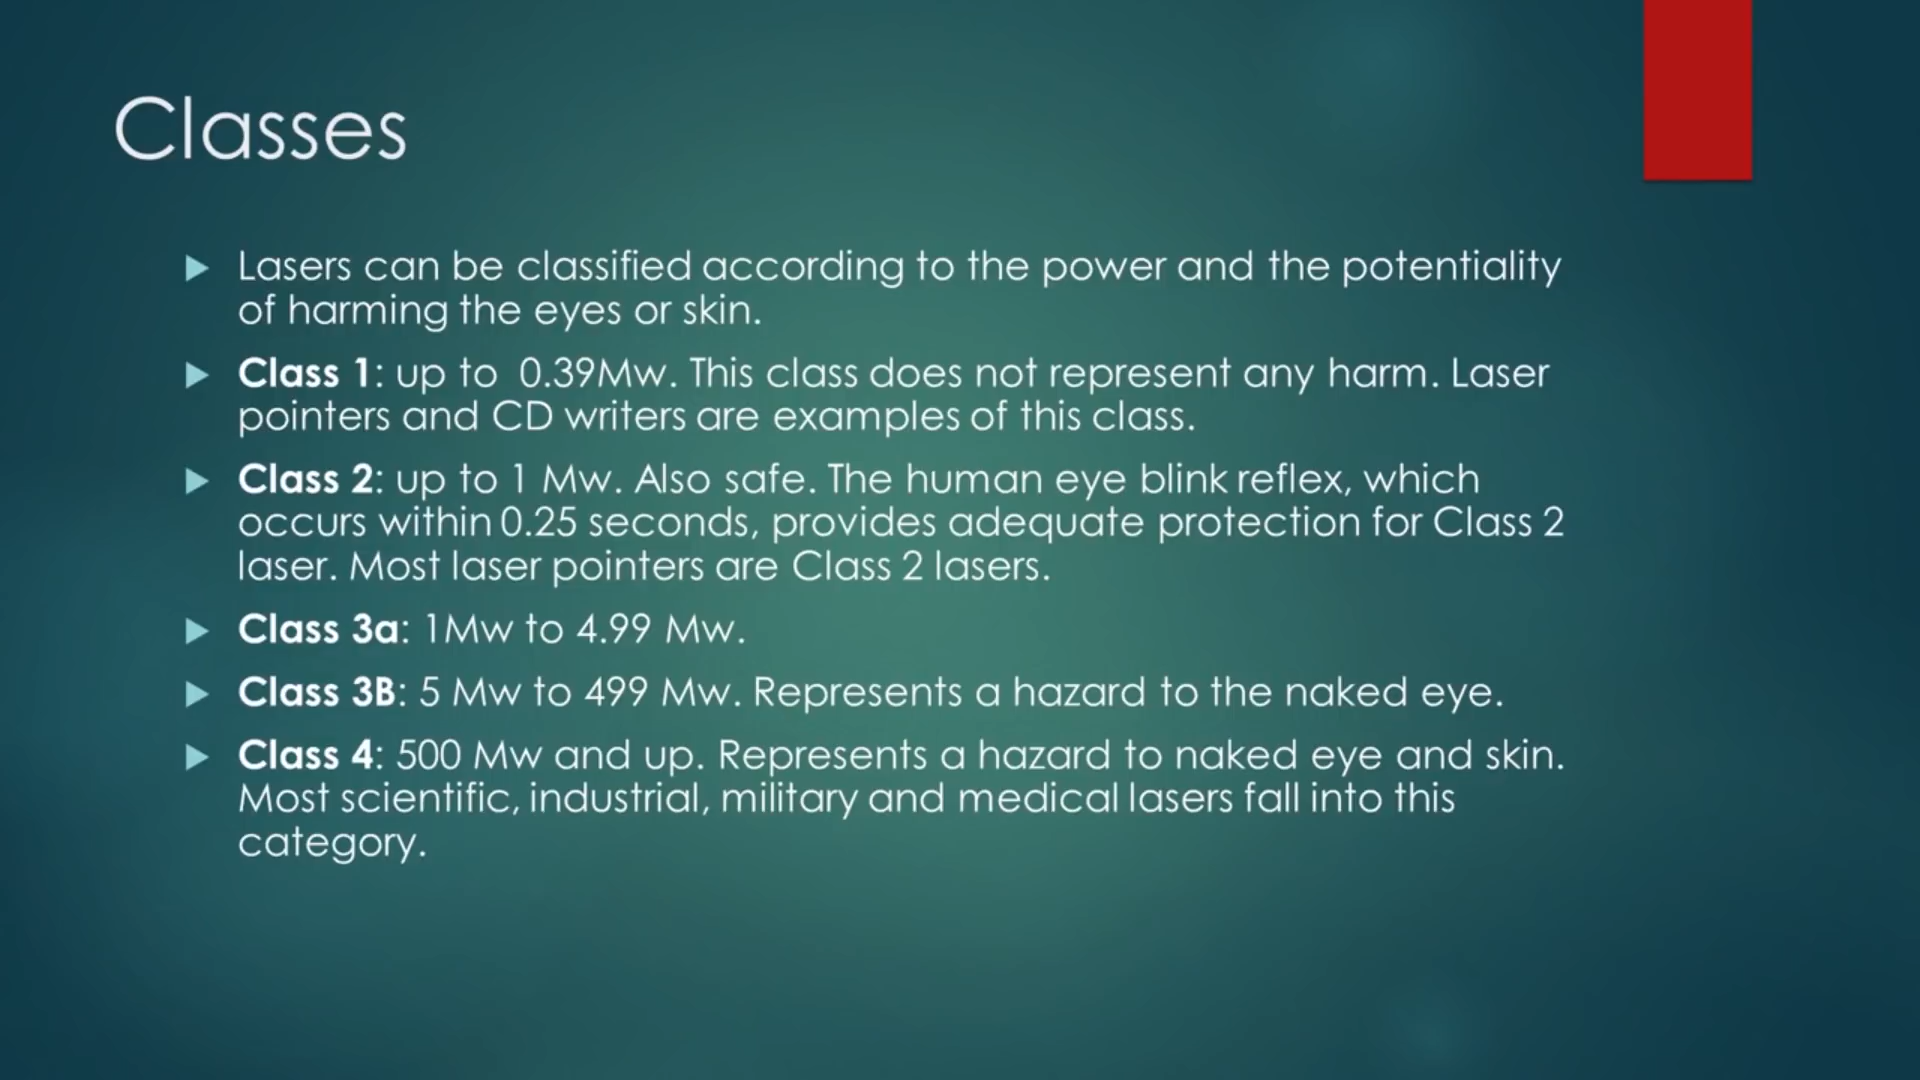 Classes
Lasers can be classified according to the power and the potentiality
of harming the eyes or skin.
Class 1: up to 0.39Mw. This class does not represent any harm. Laser
pointers and CD writers are examples of this class.
Class 2: up to 1 Mw. Also safe. The human eye blink reflex, which
occurs within 0.25 seconds, provides adequate protection for Class 2
laser. Most laser pointers are Class 2 lasers.
Class 3a: 1Mw to 4.99 Mw.
Class 3B: 5 Mw to 499 Mw. Represents a hazard to the naked eye.
Class 4: 500 Mw and up. Represents a hazard to naked eye and skin.
Most scientific, industrial, military and medical lasers fall into this
category.